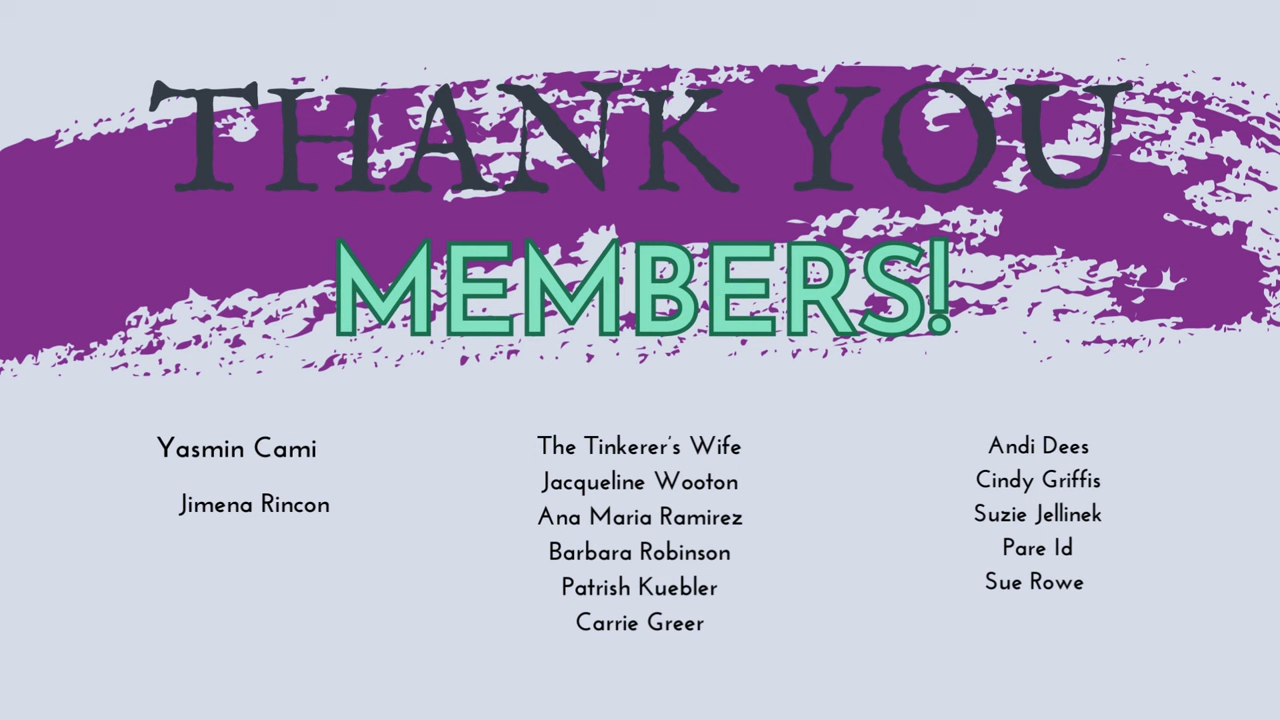 THANK YOU
MEMBERS!
Yasmin Cami
Jimena Rincon
The Tinkerer's Wife
Jacqueline Wooton
Ana Maria Ramirez
Barbara Robinson
Patrish Kuebler
Carrie Greer
Andi Dees
Cindy Griffis
Suzie Jellinek
Pare Id
Sue Rowe